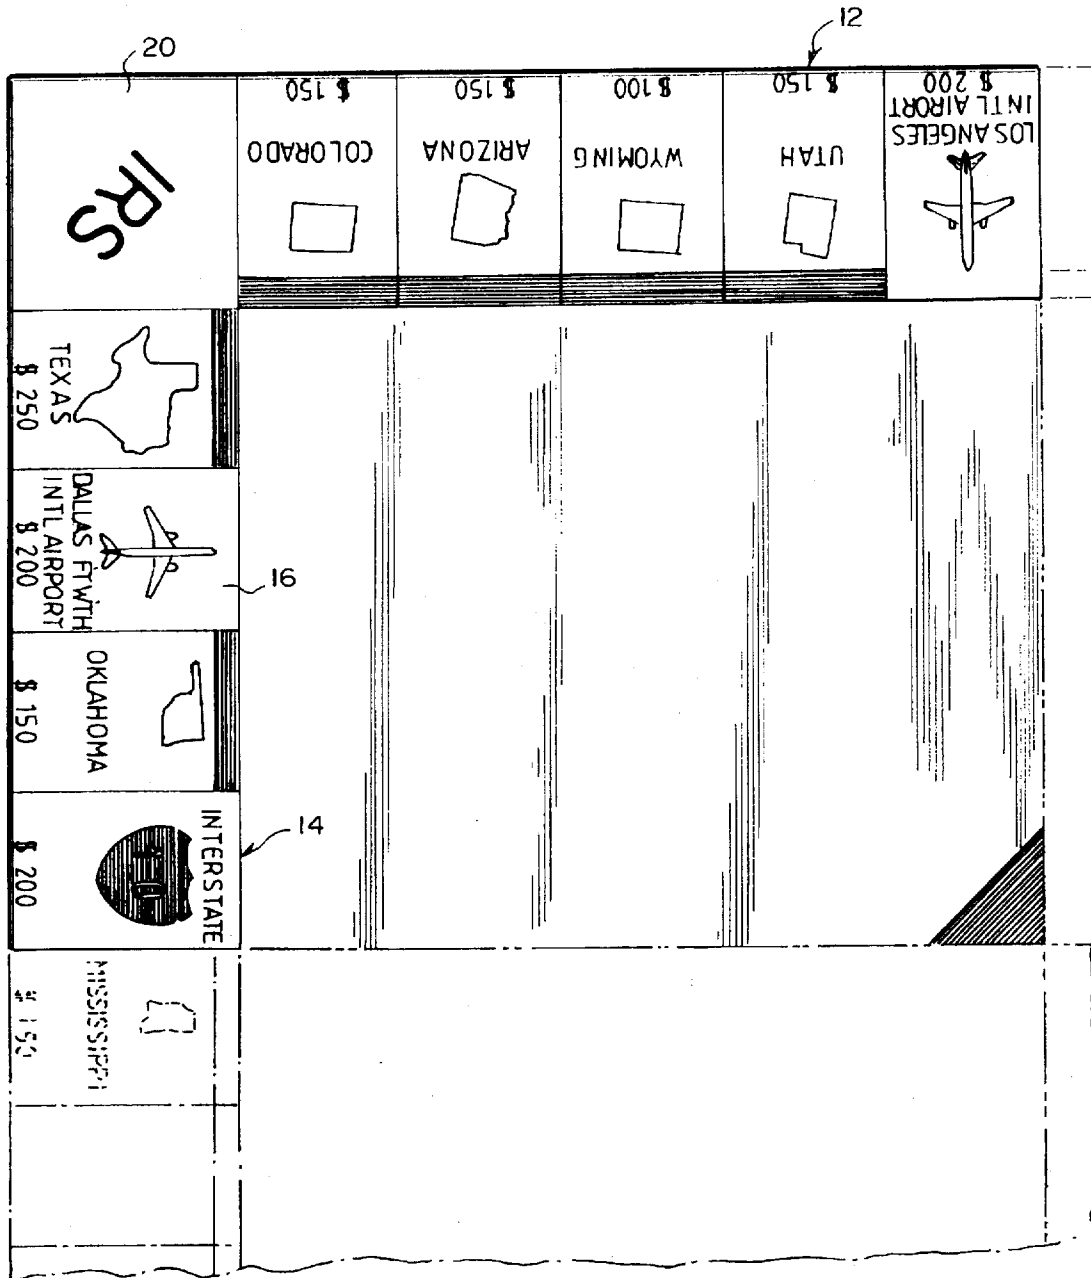 12
20
IRS
COLORADO
$ 150
ARIZONA
$ 150
WYOMING
$ 100
UTAH
$ 150
LOS ANGELES
INTL AIRORT
$ 200
TEXAS
$ 250
DALLAS FTWTH
INTL AIRPORT
$ 200
16
OKLAHOMA
$ 150
INTERSTATE
$ 200
14
MISSISSIPPI
$ 150